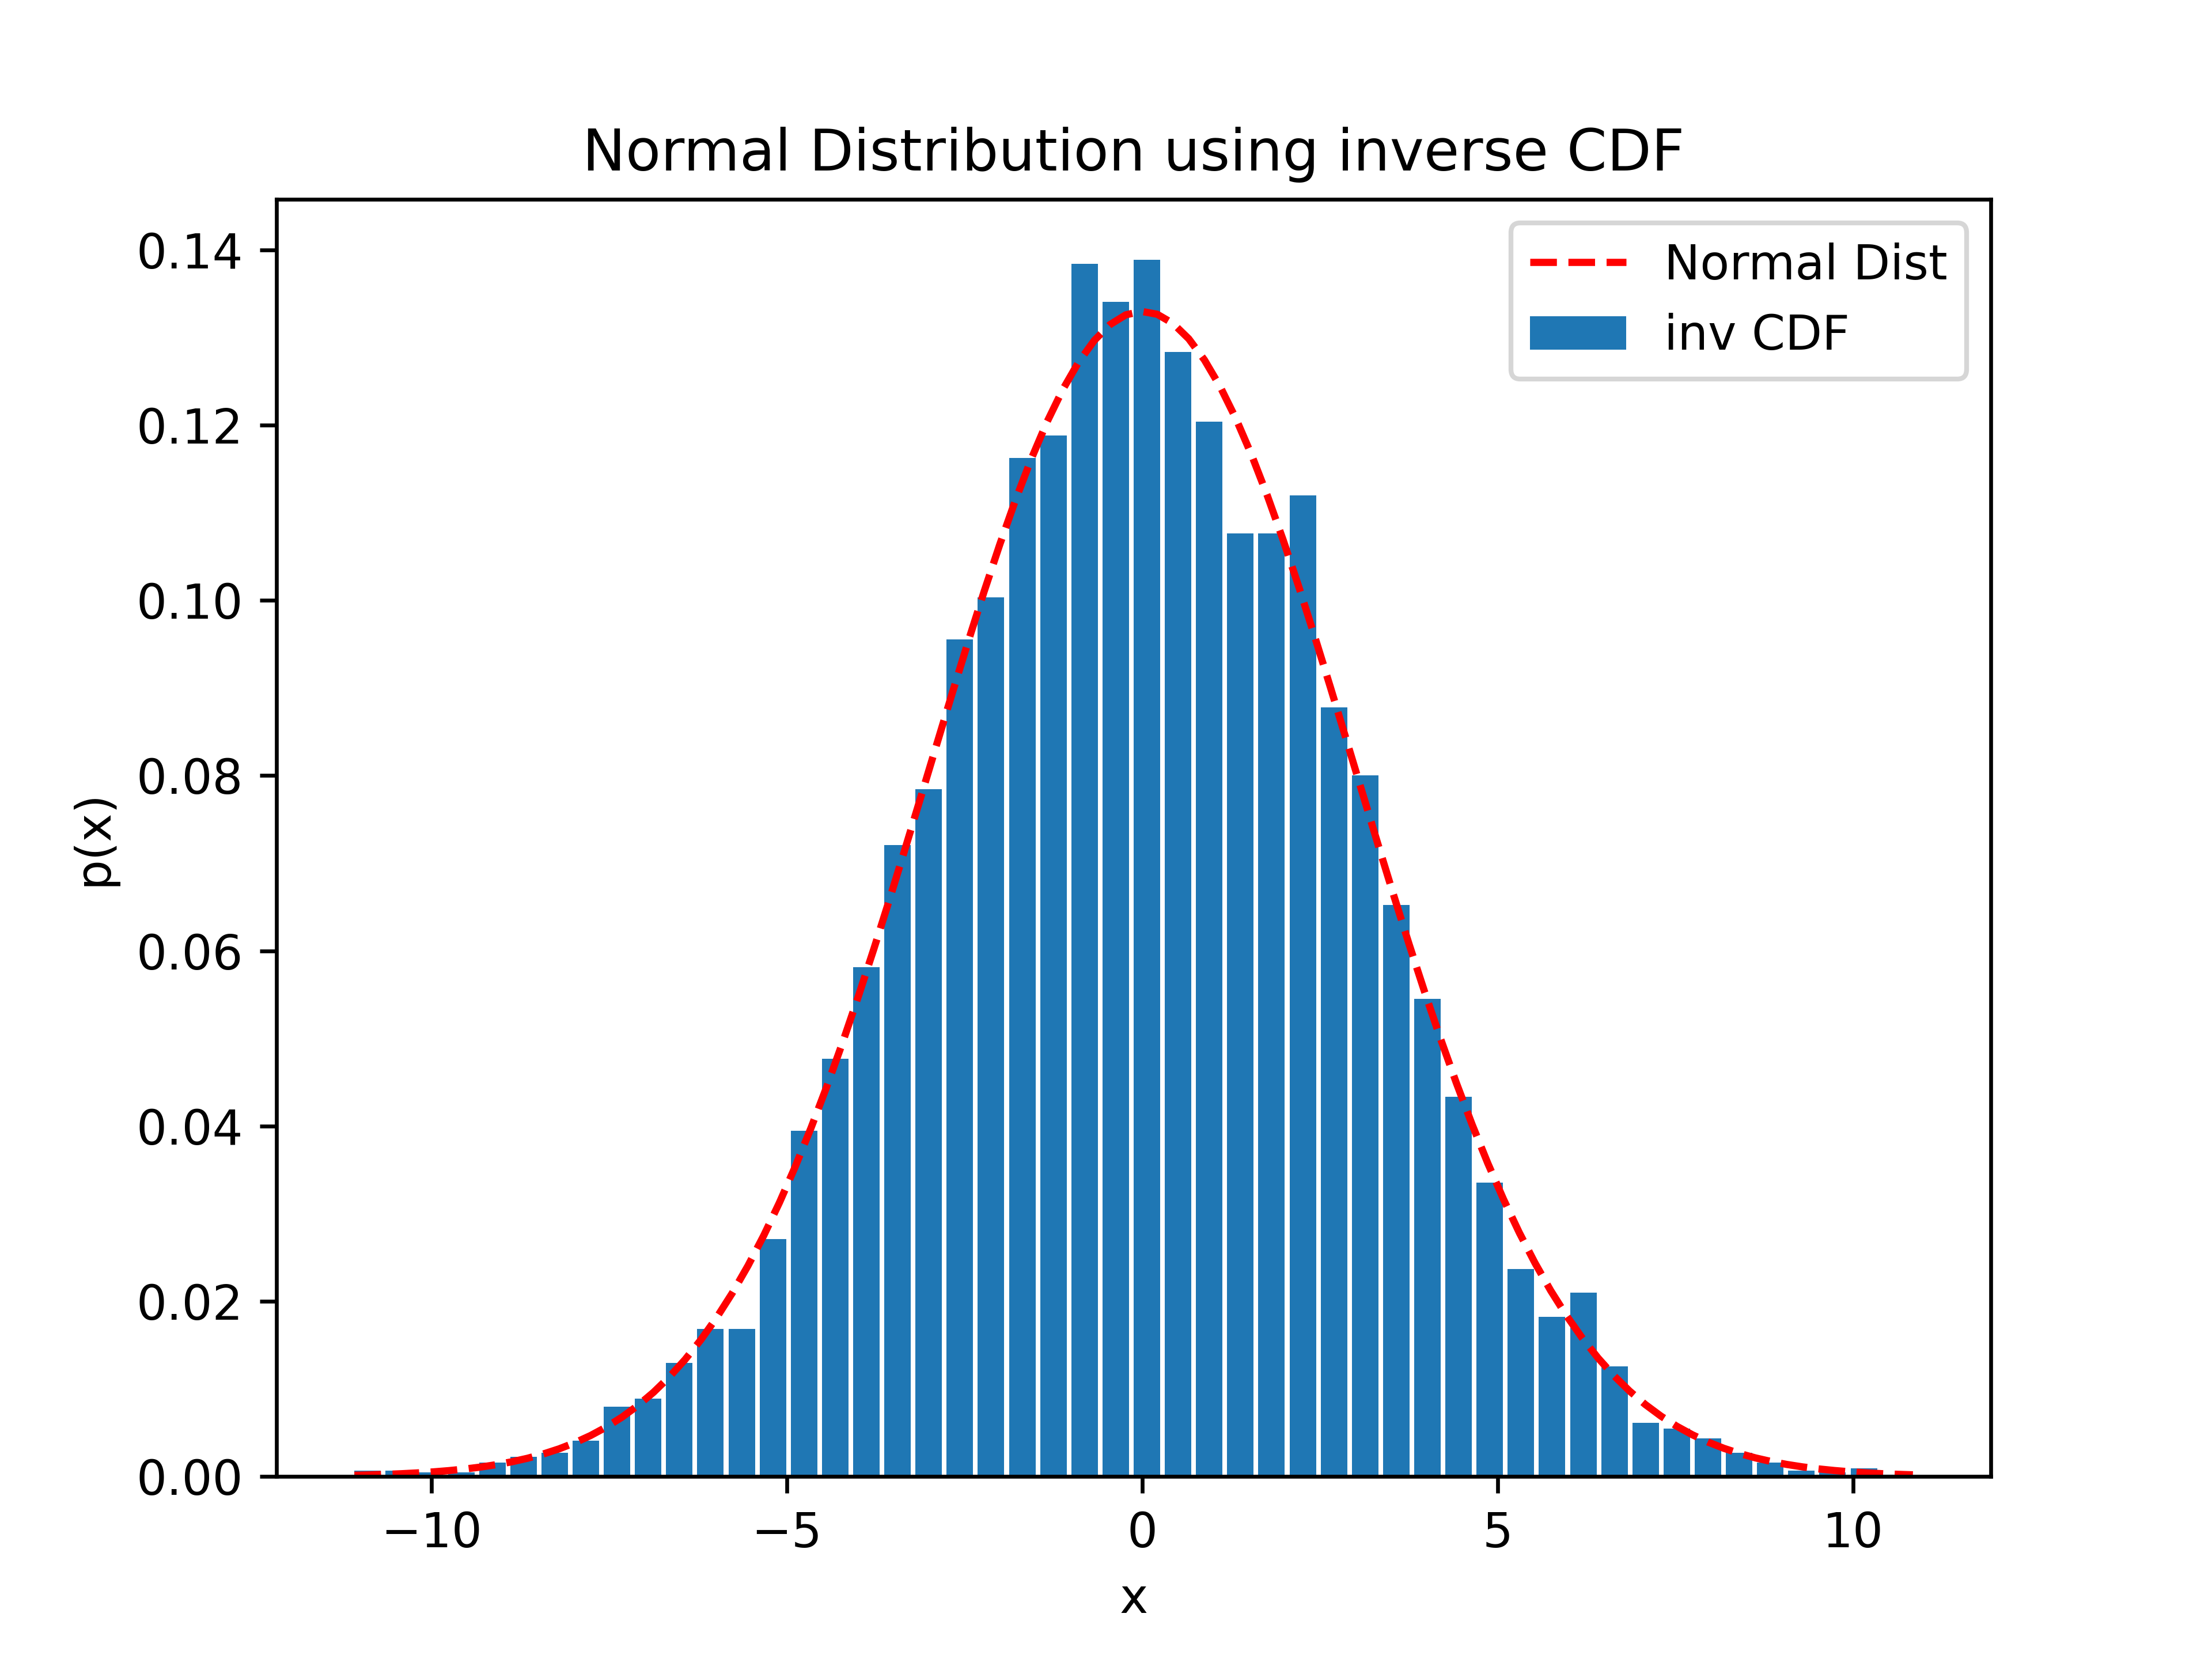 Normal Distribution using inverse CDF
Normal Dist
inv CDF
p(x)
0.14
0.12
0.10
0.08
0.06
0.04
0.02
0.00
−10
−5
0
5
10
x